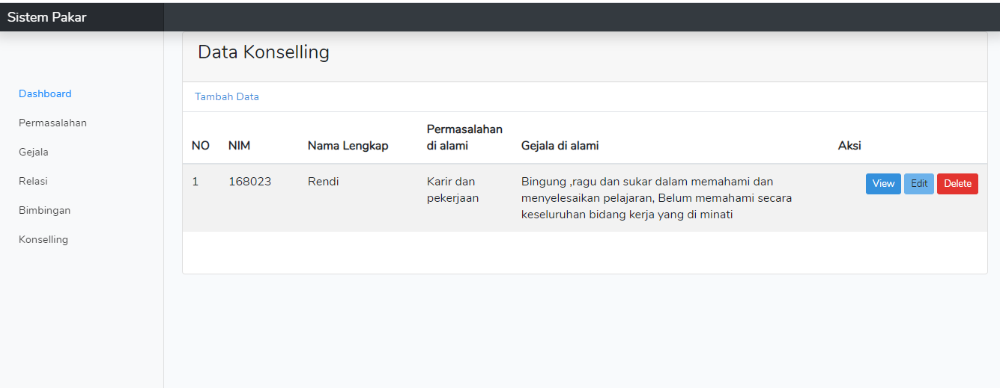 Sistem Pakar
Data Konselling
Dashboard
Tambah Data
Permasalahan
Gejala
Relasi
Bimbingan
Konselling
NO NIM Nama Lengkap Permasalahan di alami Gejala di alami Aksi
1 168023 Rendi Karir dan pekerjaan Bingung ,ragu dan sukar dalam memahami dan
menyelesaikan pelajaran, Belum memahami secara
keseluruhan bidang kerja yang di minati
View Edit Delete